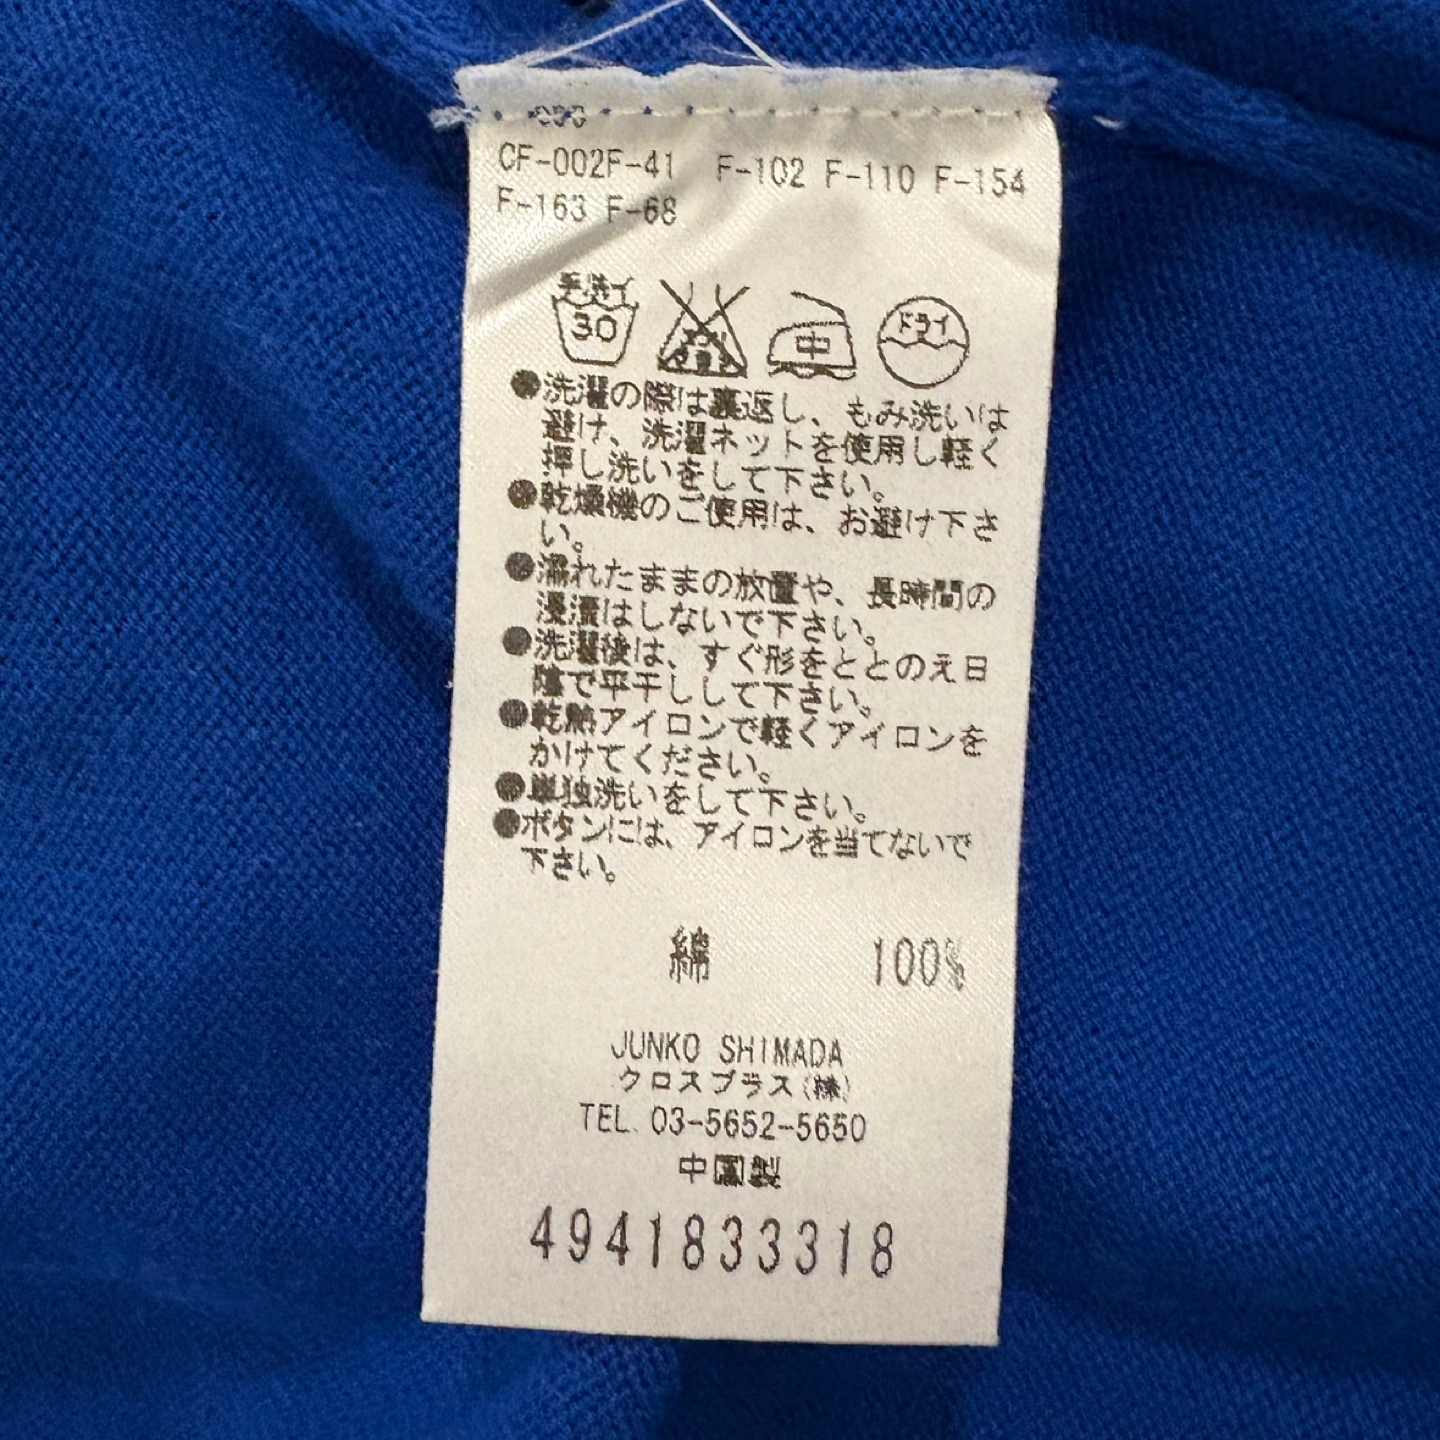 CF-002F-41 F-102 F-110 F-154
F-163 F-68
手洗イ
30
中
ドライ
●洗濯の際は裏返し、もみ洗いは
避け、洗濯ネットを使用し軽く
押し洗いをして下さい。
●乾燥機のご使用は、お避け下さ
い。
●濡れたままの放置や、長時間の
浸漬はしないで下さい。
●洗濯後は、すぐ形をととのえ日
陰で平干しして下さい。
●乾熱アイロンで軽くアイロンを
かけてください。
●単独洗いをして下さい。
●ボタンには、アイロンを当てないで
下さい。
綿 100%
JUNKO SHIMADA
クロスプラス(株)
TEL. 03-5652-5650
中国製
4941833318